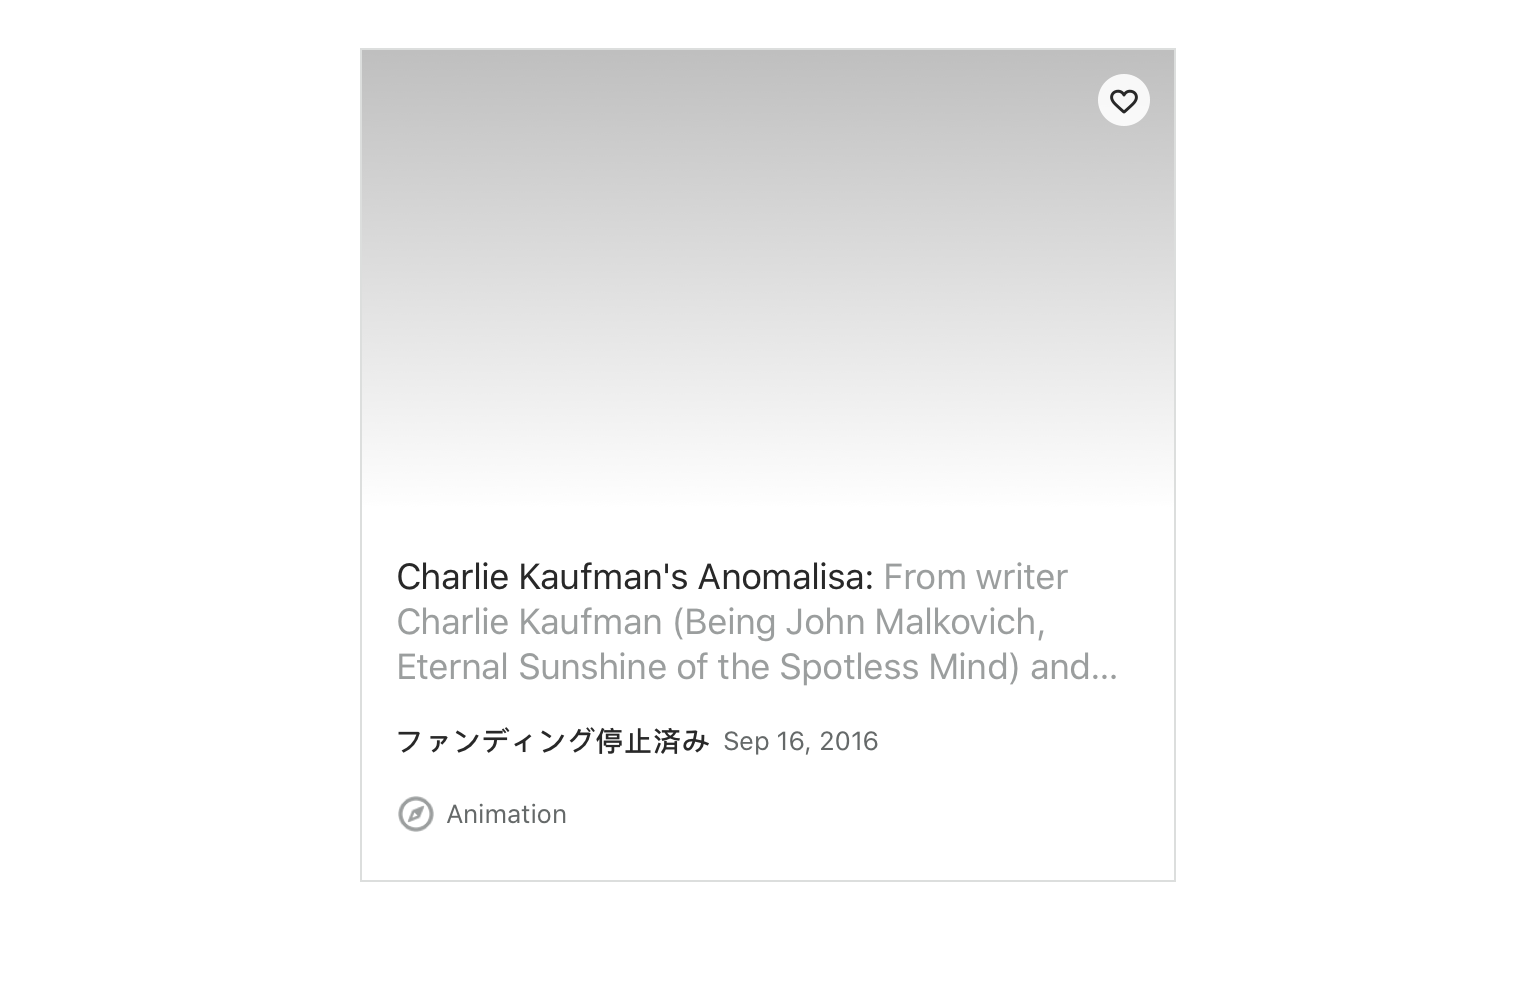 Charlie Kaufman's Anomalisa: From writer
Charlie Kaufman (Being John Malkovich,
Eternal Sunshine of the Spotless Mind) and...
ファンディング停止済み Sep 16, 2016
Animation